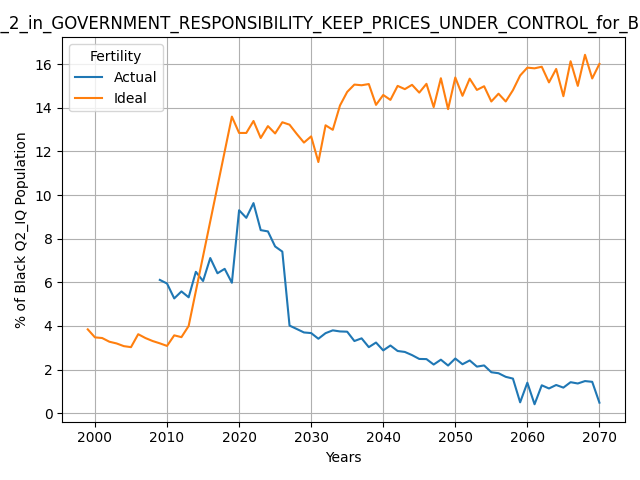 _2_in_GOVERNMENT_RESPONSIBILITY_KEEP_PRICES_UNDER_CONTROL_for_B
Fertility
Actual
Ideal
% of Black Q2_IQ Population
16
14
12
10
8
6
4
2
0
2000 2010 2020 2030 2040 2050 2060 2070
Years